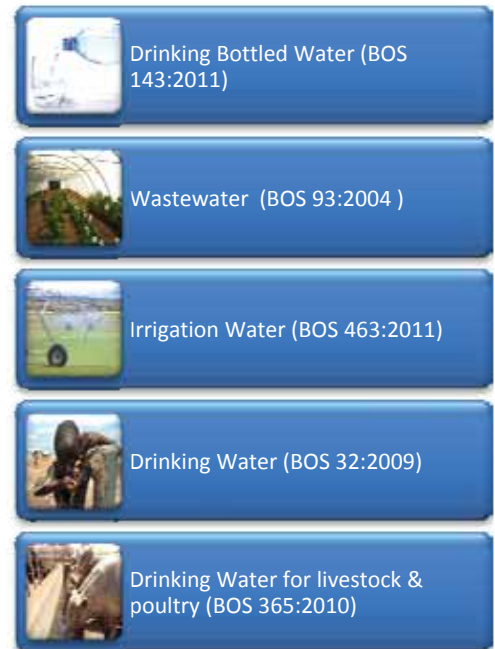 Drinking Bottled Water (BOS
143:2011)
Wastewater  (BOS 93:2004 )
Irrigation Water (BOS 463:2011)
Drinking Water (BOS 32:2009)
Drinking Water for livestock &
poultry (BOS 365:2010)